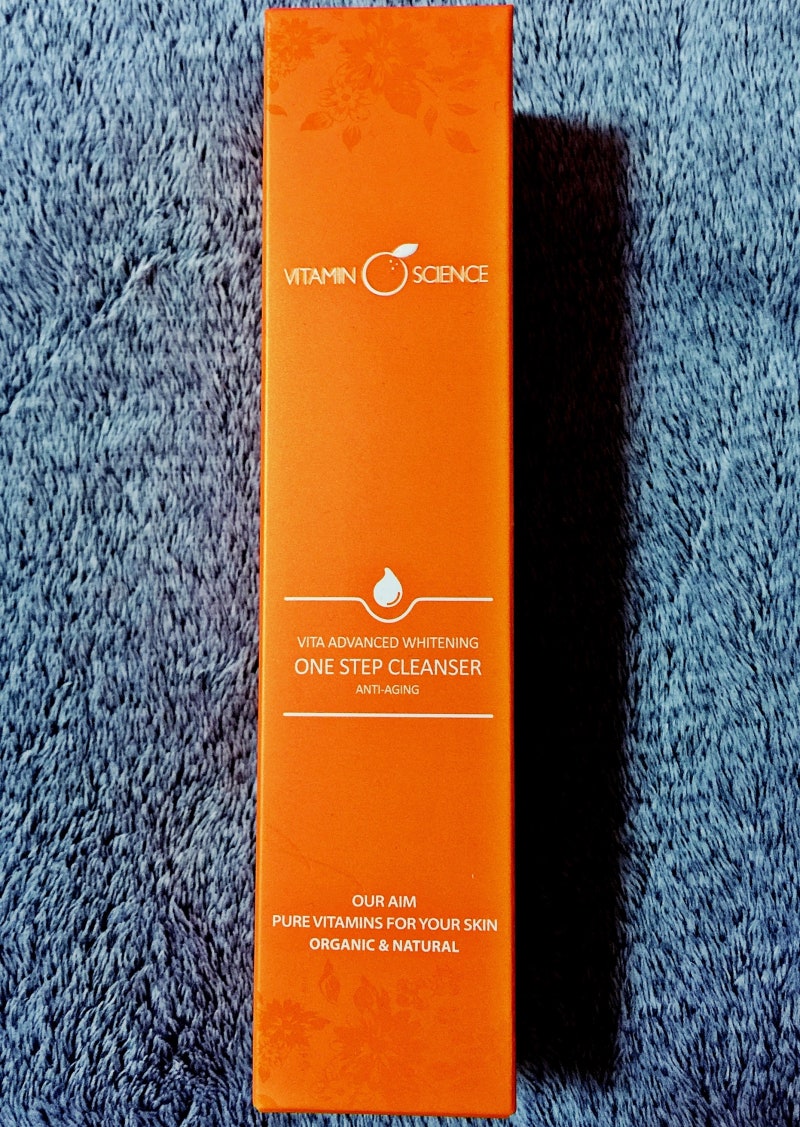 VITAMIN SCIENCE
VITA ADVANCED WHITENING
ONE STEP CLEANSER
ANTI-AGING
OUR AIM
PURE VITAMINS FOR YOUR SKIN
ORGANIC & NATURAL